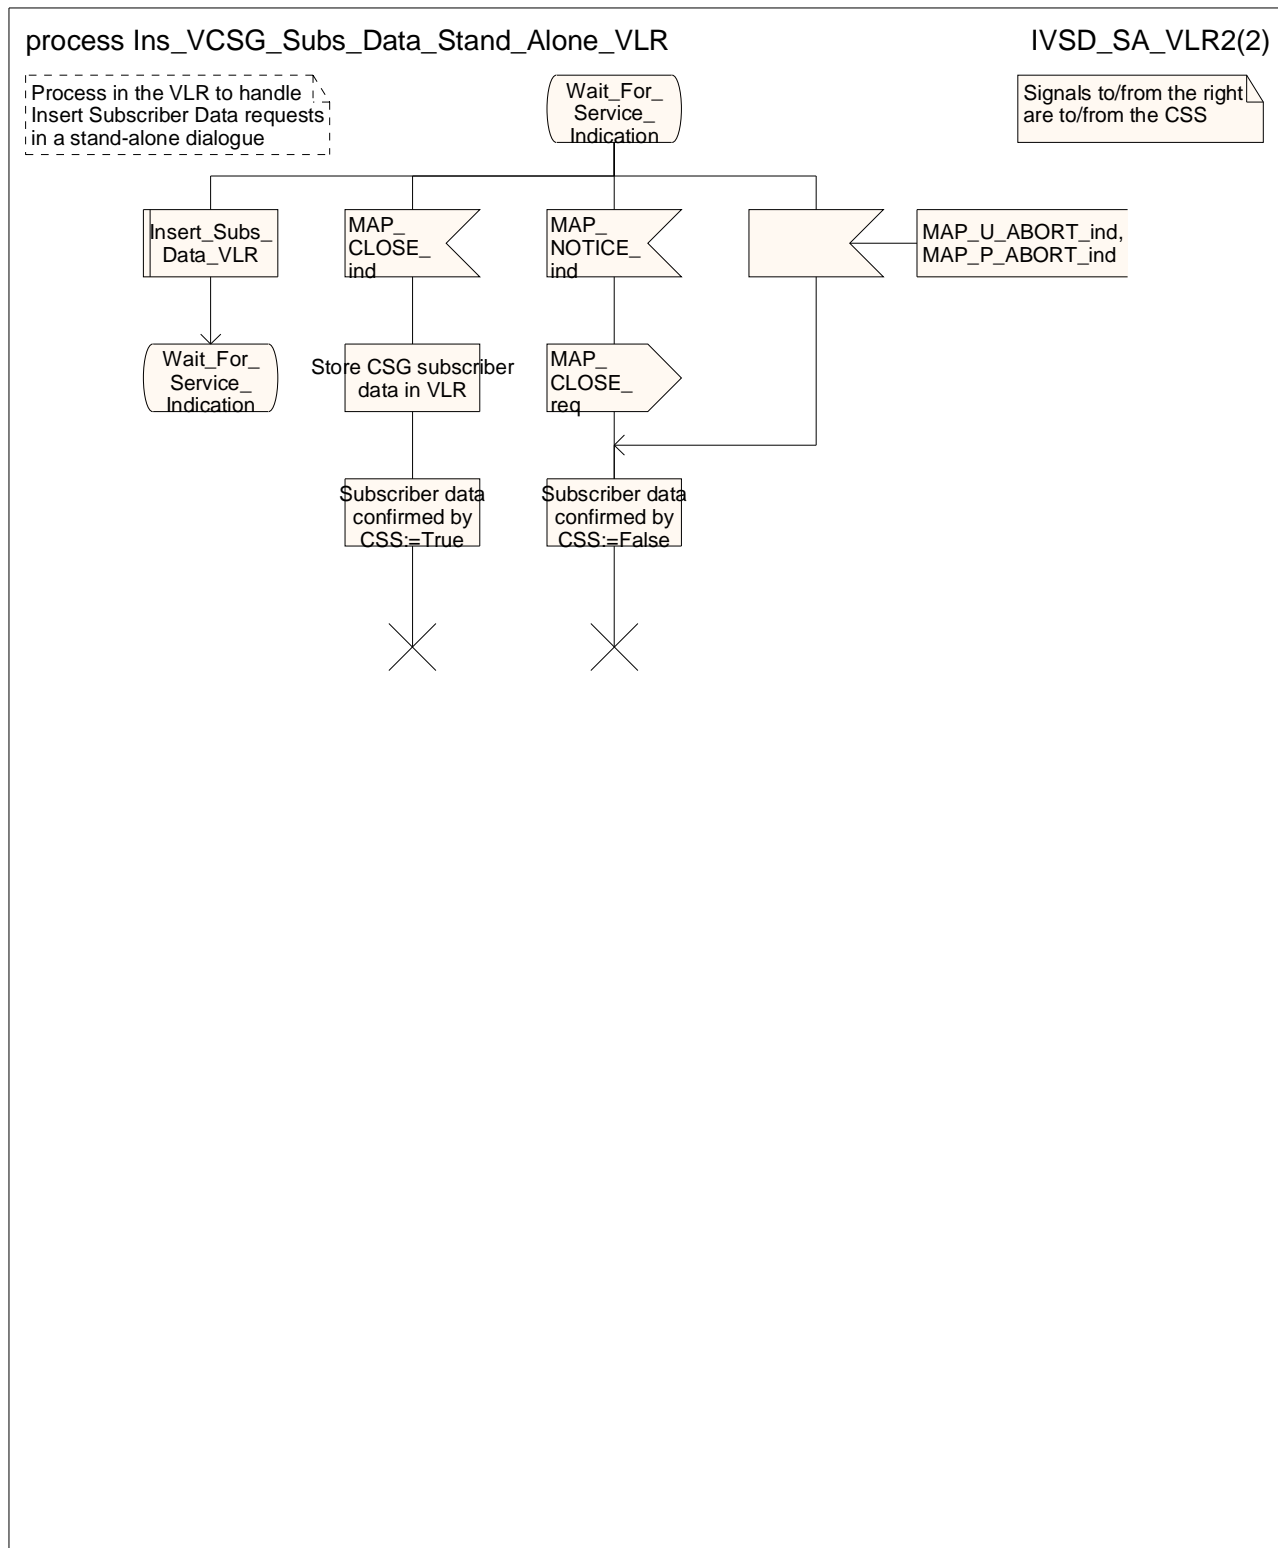 process Ins_VCSG_Subs_Data_Stand_Alone_VLR
IVSD_SA_VLR2(2)
Process in the VLR to handle
Insert Subscriber Data requests
in a stand-alone dialogue
Wait_For_
Service_
Indication
Signals to/from the right
are to/from the CSS
Insert_Subs_
Data_VLR
MAP_
CLOSE_
ind
MAP_
NOTICE_
ind
MAP_U_ABORT_ind,
MAP_P_ABORT_ind
Wait_For_
Service_
Indication
Store CSG subscriber
data in VLR
MAP_
CLOSE_
req
Subscriber data
confirmed by
CSS:=True
Subscriber data
confirmed by
CSS:=False